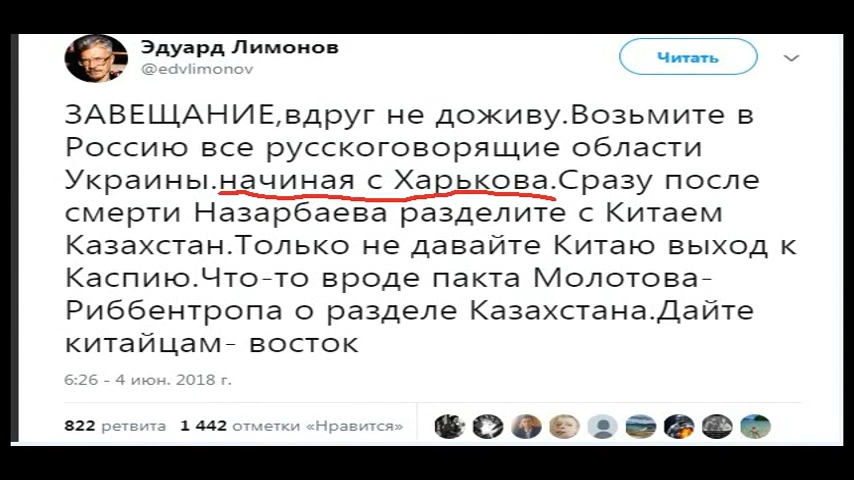 Эдуард Лимонов
@edvlimonov
Читать
ЗАВЕЩАНИЕ,вдруг не доживу.Возьмите в
Россию все русскоговорящие области
Украины.начиная с Харькова.Сразу после
смерти Назарбаева разделите с Китаем
Казахстан.Только не давайте Китаю выход к
Каспию.Что-то вроде пакта Молотова-
Риббентропа о разделе Казахстана.Дайте
китайцам- восток
6:26 - 4 июн. 2018 г.
822 ретвита 1 442 отметки «Нравится»